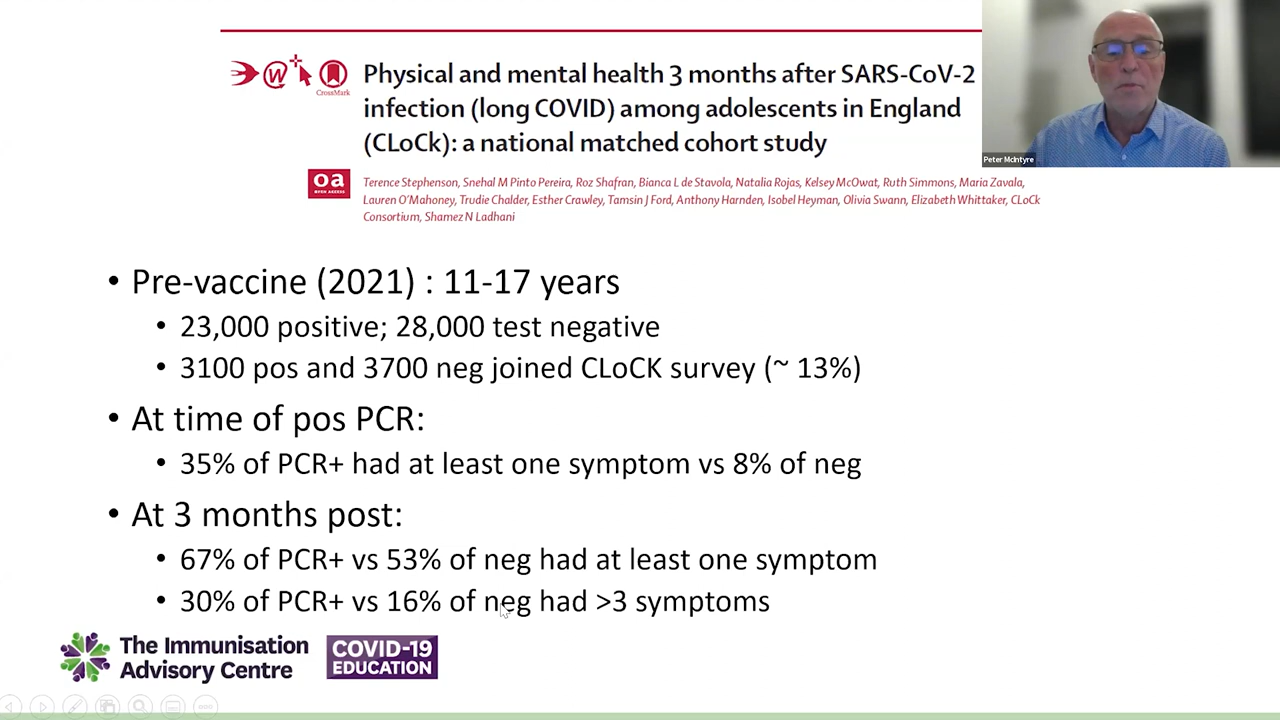 Physical and mental health 3 months after SARS-CoV-2
infection (long COVID) among adolescents in England
(CLoCk): a national matched cohort study
W
CrossMark
Peter McIntyre
oa
OPEN ACCESS
Terence Stephenson, Snehal M Pinto Pereira, Roz Shafran, Bianca L de Stavola, Natalia Rojas, Kelsey McOwat, Ruth Simmons, Maria Zavala,
Lauren O'Mahoney, Trudie Chalder, Esther Crawley, Tamsin J Ford, Anthony Harnden, Isobel Heyman, Olivia Swann, Elizabeth Whittaker, CLoCk
Consortium, Shamez N Ladhani
• Pre-vaccine (2021) : 11-17 years
• 23,000 positive; 28,000 test negative
• 3100 pos and 3700 neg joined CLoCK survey (~ 13%)
• At time of pos PCR:
• 35% of PCR+ had at least one symptom vs 8% of neg
• At 3 months post:
• 67% of PCR+ vs 53% of neg had at least one symptom
• 30% of PCR+ vs 16% of neg had >3 symptoms
The Immunisation
Advisory Centre
COVID-19
EDUCATION